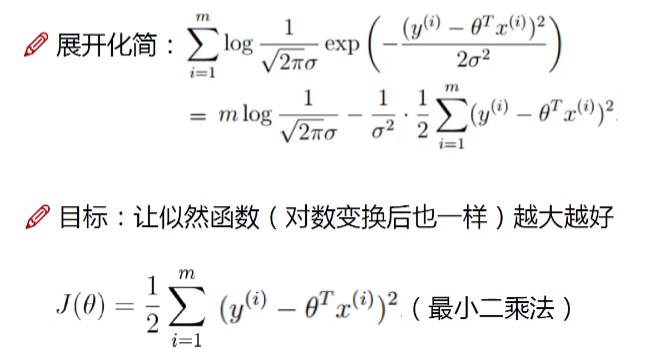 展开化简：$\sum_{i=1}^{m} \log \frac{1}{\sqrt{2\pi}\sigma} \exp\left(-\frac{(y^{(i)} - \theta^T x^{(i)})^2}{2\sigma^2}\right)$
$= m \log \frac{1}{\sqrt{2\pi}\sigma} - \frac{1}{\sigma^2} \cdot \frac{1}{2} \sum_{i=1}^{m} (y^{(i)} - \theta^T x^{(i)})^2.$
目标：让似然函数（对数变换后也一样）越大越好
$J(\theta) = \frac{1}{2} \sum_{i=1}^{m} (y^{(i)} - \theta^T x^{(i)})^2$（最小二乘法）